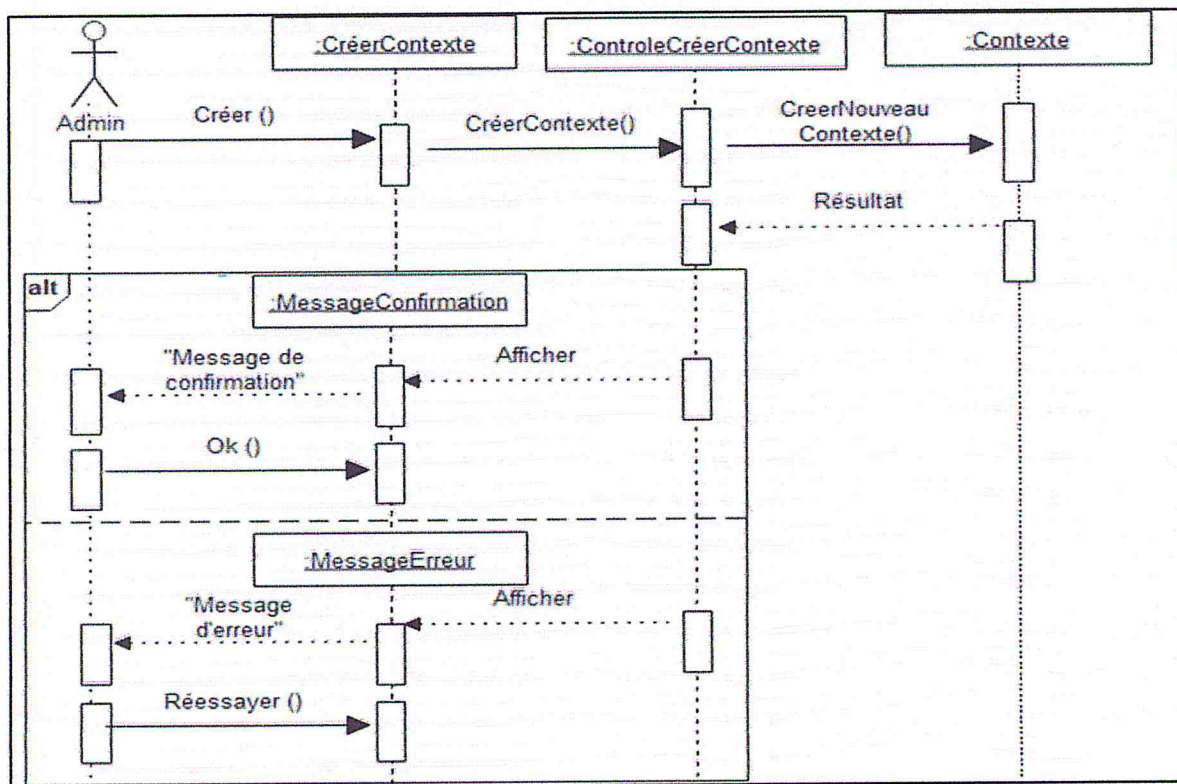 :CréerContexte
:ControleCréerContexte
:Contexte
Admin
Créer ()
CréerContexte()
CreerNouveau
Contexte()
Résultat
alt
:MessageConfirmation
"Message de
confirmation"
Afficher
Ok ()
:MessageErreur
"Message
d'erreur"
Afficher
Réessayer ()